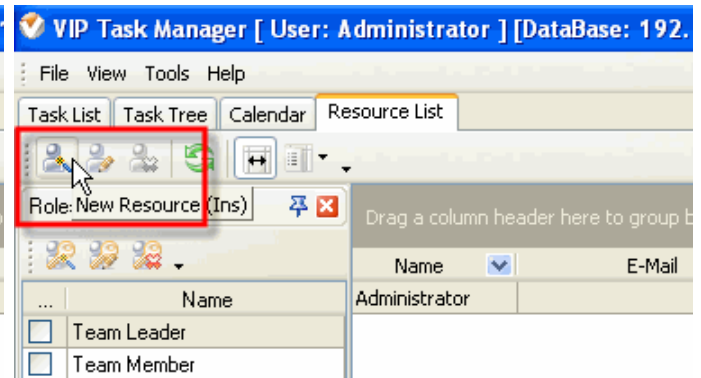 VIP Task Manager [ User: Administrator ] [DataBase: 192.
File View Tools Help
Task List Task Tree Calendar Resource List
New Resource (Ins)
Drag a column header here to group b
Name E-Mail
... Name
Administrator
Team Leader
Team Member